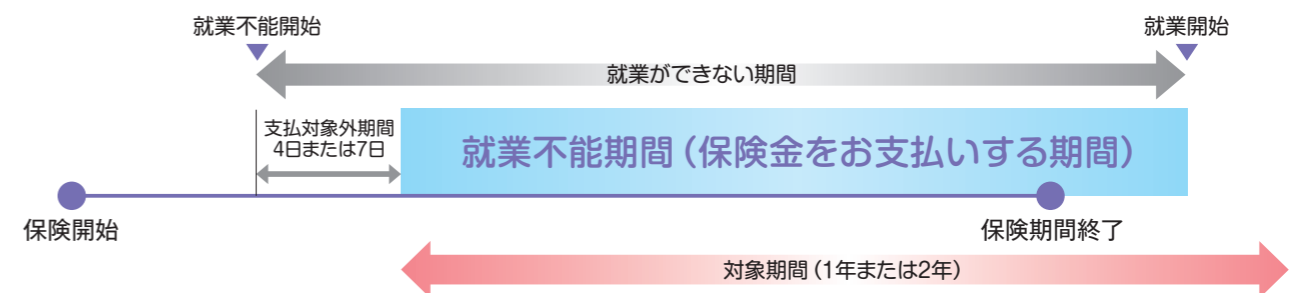 就業不能開始
就業開始
就業ができない期間
支払対象外期間
4日または7日
就業不能期間（保険金をお支払いする期間）
保険開始
保険期間終了
対象期間（1年または2年）